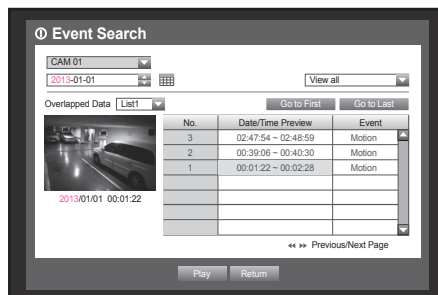 Event Search
CAM 01
2013-01-01
View all
Overlapped Data List1
Go to First Go to Last
No. Date/Time Preview Event
3 02:47:54 ~ 02:48:59 Motion
2 00:39:06 ~ 00:40:30 Motion
1 00:01:22 ~ 00:02:28 Motion
2013/01/01 00:01:22
Previous/Next Page
Play Return